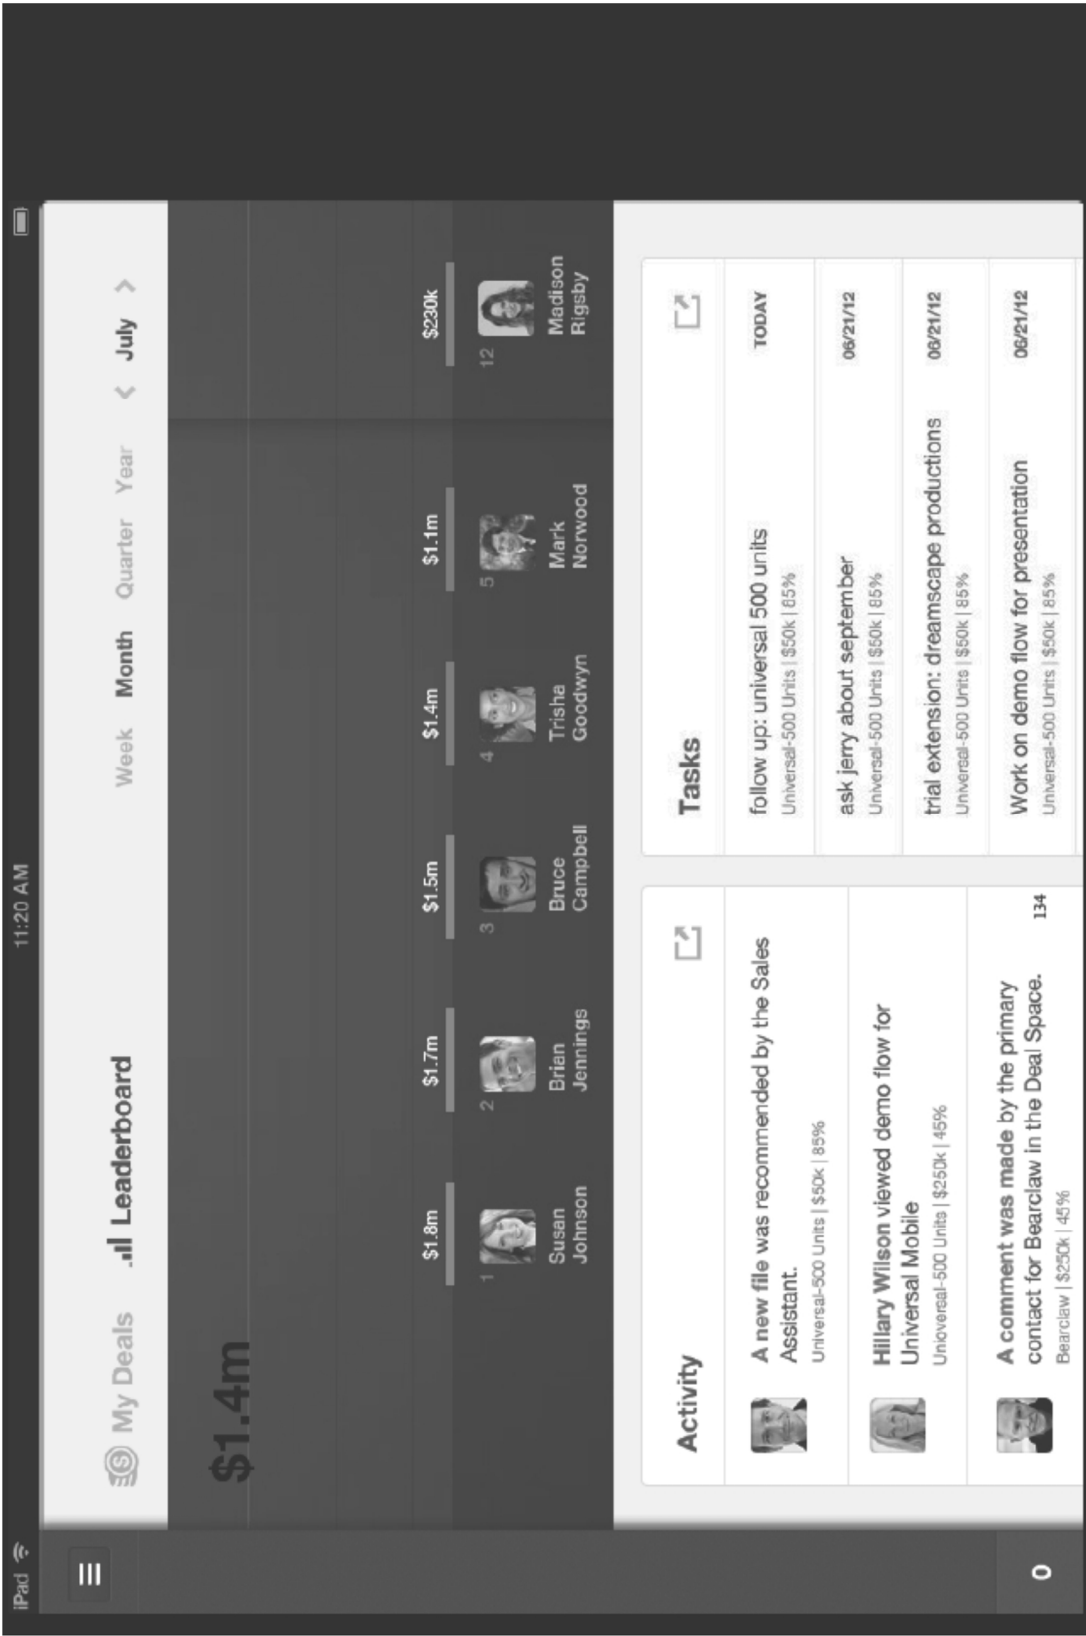 iPad
11:20 AM
My Deals
Leaderboard
Week Month Quarter Year
July
$1.4m
$1.8m
$1.7m
$1.5m
$1.4m
$1.1m
$230k
1
2
3
4
5
12
Susan
Johnson
Brian
Jennings
Bruce
Campbell
Trisha
Goodwyn
Mark
Norwood
Madison
Rigsby
Activity
A new file was recommended by the Sales
Assistant.
Universal-500 Units | $50k | 85%
Hillary Wilson viewed demo flow for
Universal Mobile
Unioversal-500 Units | $250k | 45%
A comment was made by the primary
contact for Bearclaw in the Deal Space.
Bearclaw | $250k | 45%
134
Tasks
follow up: universal 500 units
TODAY
Universal-500 Units | $50k | 85%
ask jerry about september
06/21/12
Universal-500 Units | $50k | 85%
trial extension: dreamscape productions
06/21/12
Universal-500 Units | $50k | 85%
Work on demo flow for presentation
06/21/12
Universal-500 Units | $50k | 85%
0